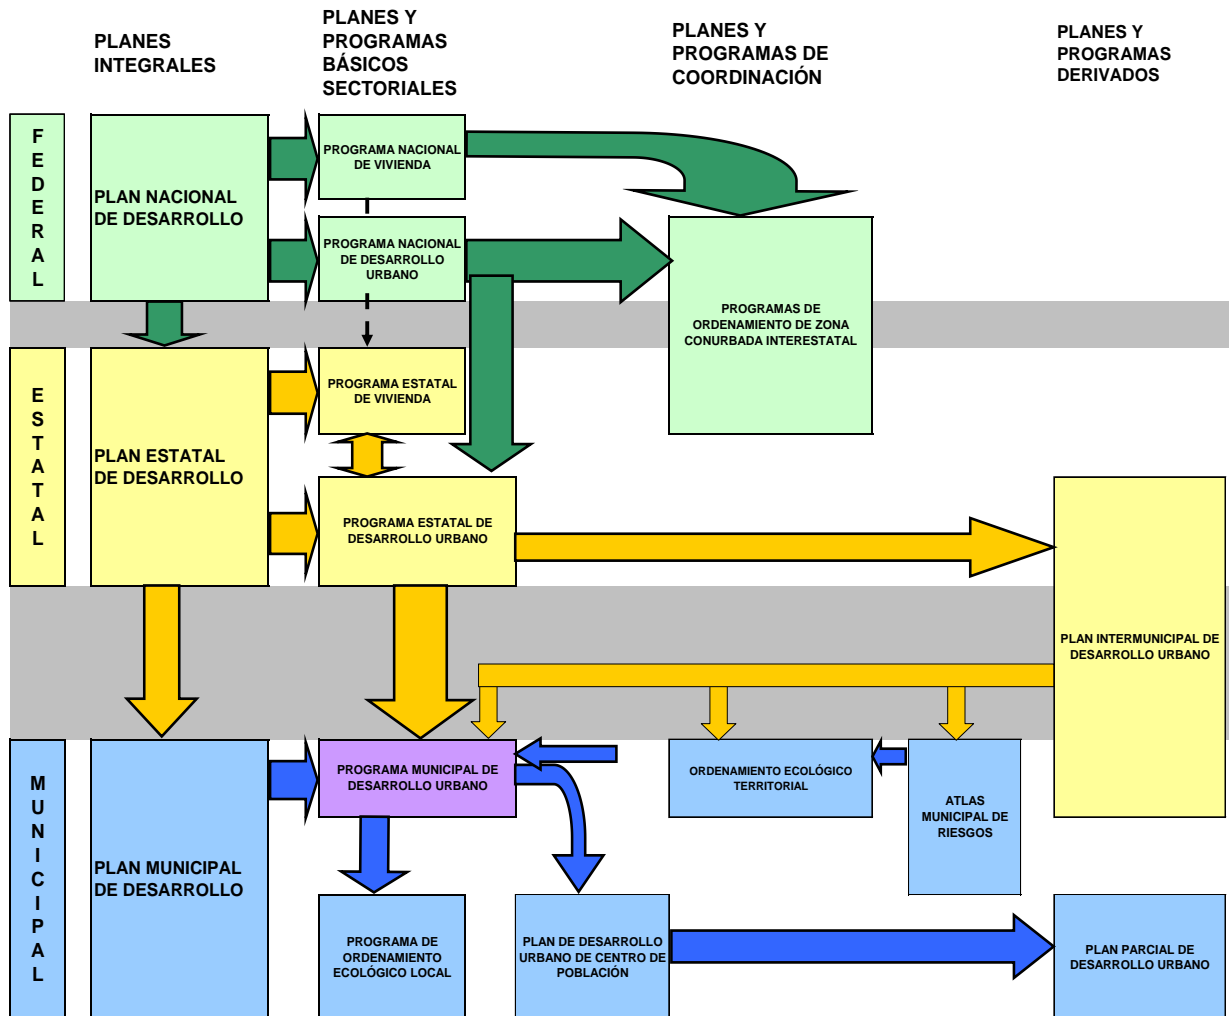 PLANES
INTEGRALES
PLANES Y
PROGRAMAS
BÁSICOS
SECTORIALES
PLANES Y
PROGRAMAS DE
COORDINACIÓN
PLANES Y
PROGRAMAS
DERIVADOS
F
E
D
E
R
A
L
PLAN NACIONAL
DE DESARROLLO
PROGRAMA NACIONAL
DE VIVIENDA
PROGRAMA NACIONAL
DE DESARROLLO
URBANO
PROGRAMAS DE
ORDENAMIENTO DE ZONA
CONURBADA INTERESTATAL
E
S
T
A
T
A
L
PLAN ESTATAL
DE DESARROLLO
PROGRAMA ESTATAL
DE VIVIENDA
PROGRAMA ESTATAL DE
DESARROLLO URBANO
PLAN INTERMUNICIPAL DE
DESARROLLO URBANO
M
U
N
I
C
I
P
A
L
PLAN MUNICIPAL
DE DESARROLLO
PROGRAMA MUNICIPAL DE
DESARROLLO URBANO
ORDENAMIENTO ECOLÓGICO
TERRITORIAL
ATLAS
MUNICIPAL DE
RIESGOS
PROGRAMA DE
ORDENAMIENTO
ECOLÓGICO LOCAL
PLAN DE DESARROLLO
URBANO DE CENTRO DE
POBLACIÓN
PLAN PARCIAL DE
DESARROLLO URBANO